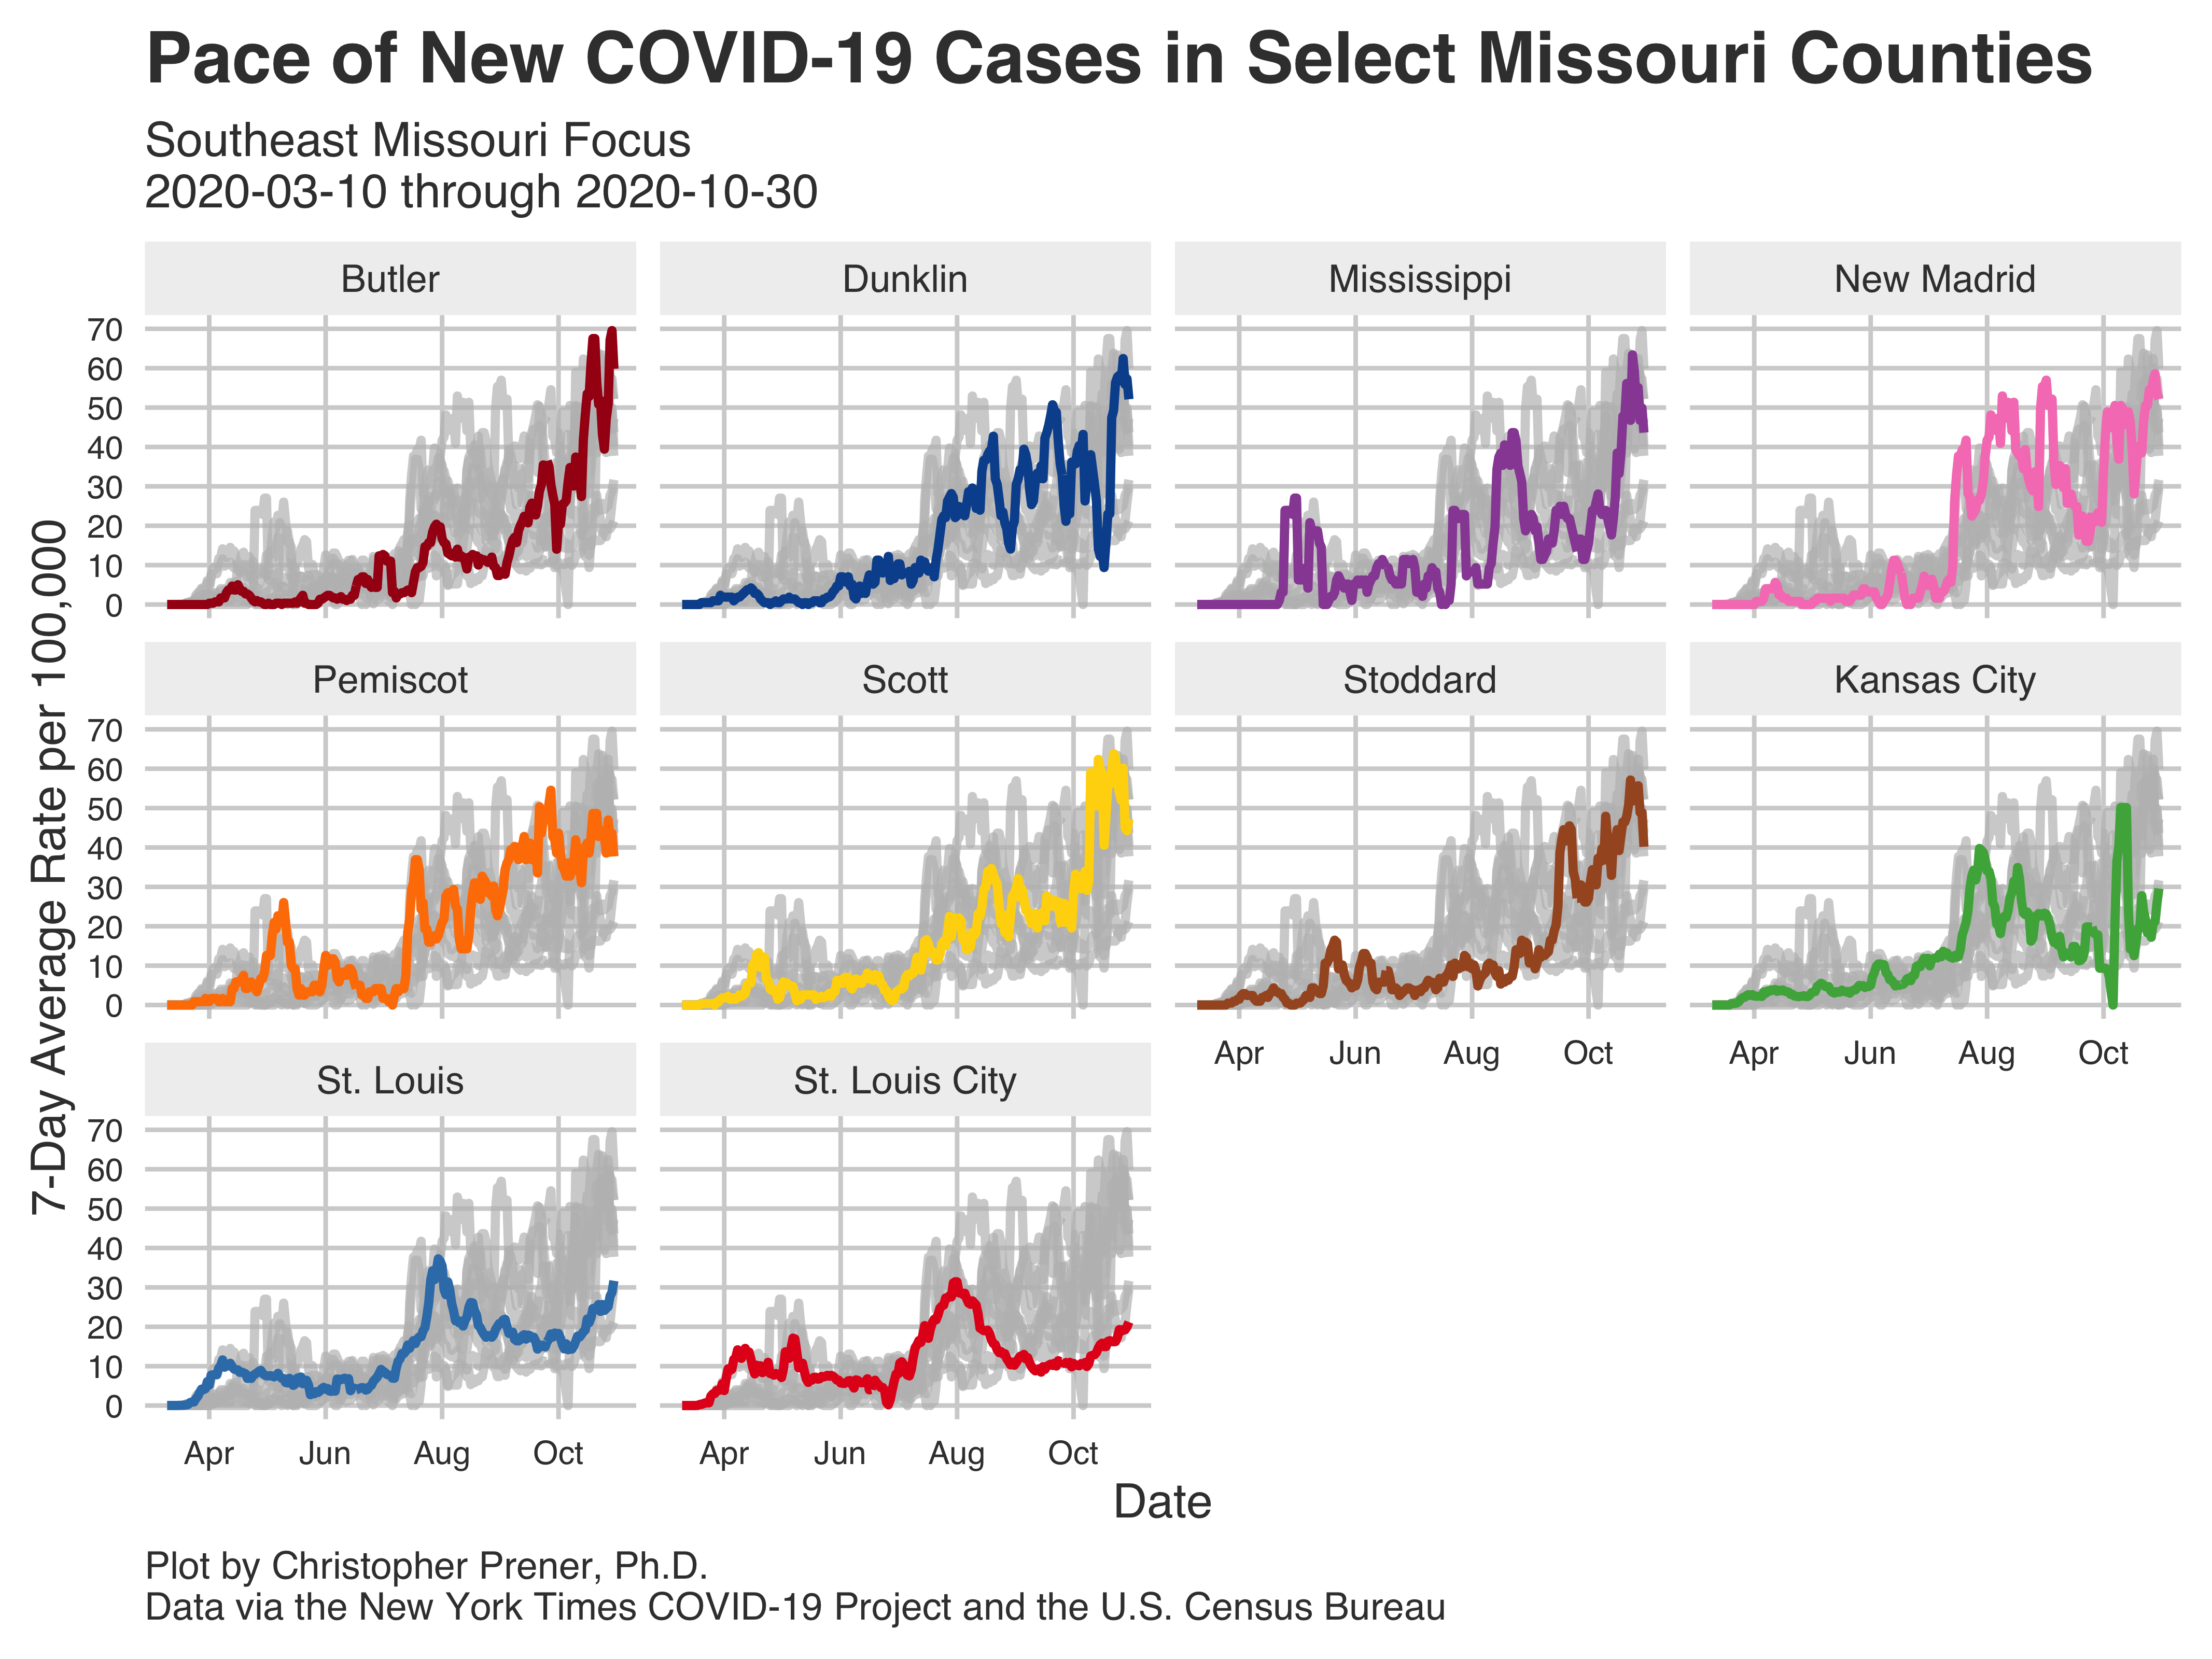 Pace of New COVID-19 Cases in Select Missouri Counties
Southeast Missouri Focus
2020-03-10 through 2020-10-30
Butler
Dunklin
Mississippi
New Madrid
70
60
50
40
30
20
10
0
Pemiscot
Scott
Stoddard
Kansas City
70
60
50
40
30
20
10
0
Apr
Jun
Aug
Oct
Apr
Jun
Aug
Oct
St. Louis
St. Louis City
70
60
50
40
30
20
10
0
Apr
Jun
Aug
Oct
Apr
Jun
Aug
Oct
7-Day Average Rate per 100,000
Date
Plot by Christopher Prener, Ph.D.
Data via the New York Times COVID-19 Project and the U.S. Census Bureau